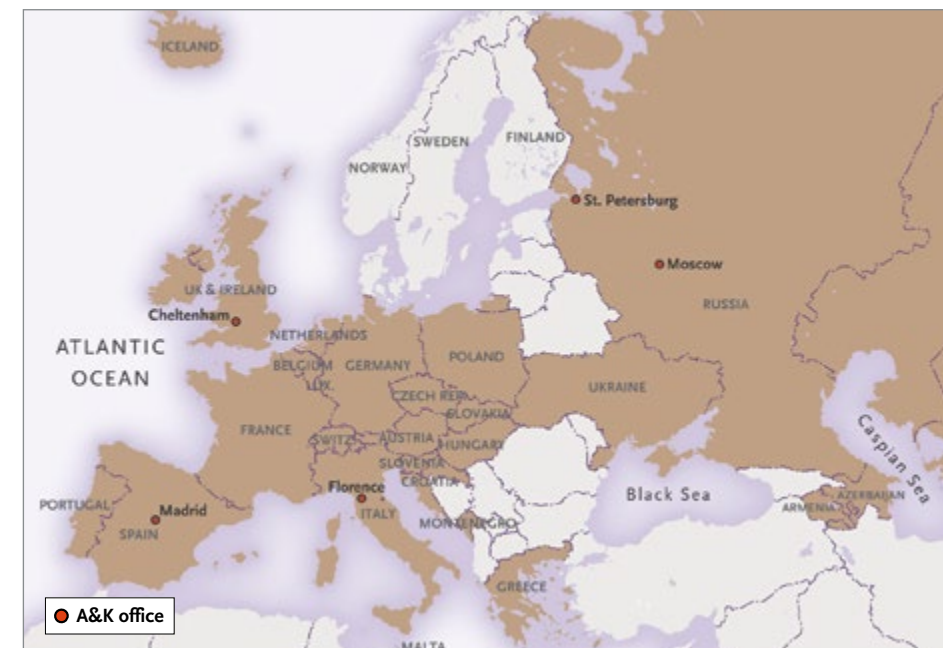 ICELAND
SWEDEN
FINLAND
NORWAY
St. Petersburg
Moscow
UK & IRELAND
RUSSIA
Cheltenham
NETHERLANDS
ATLANTIC
OCEAN
POLAND
BELGIUM
GERMANY
LUX.
UKRAINE
CZECH REP.
SLOVAKIA
FRANCE
SWITZ.
AUSTRIA
HUNGARY
SLOVENIA
CROATIA
Caspian Sea
Florence
Black Sea
AZERBAIJAN
ARMENIA
PORTUGAL
Madrid
ITALY
MONTENEGRO
SPAIN
GREECE
A&K office
MALTA